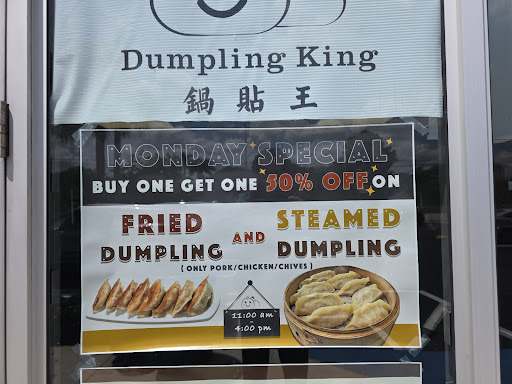 Dumpling King
鍋貼王
MONDAY SPECIAL
BUY ONE GET ONE 50% OFF ON
FRIED DUMPLING AND STEAMED DUMPLING
( ONLY PORK/CHICKEN/CHIVES )
11:00 am
4:00 pm